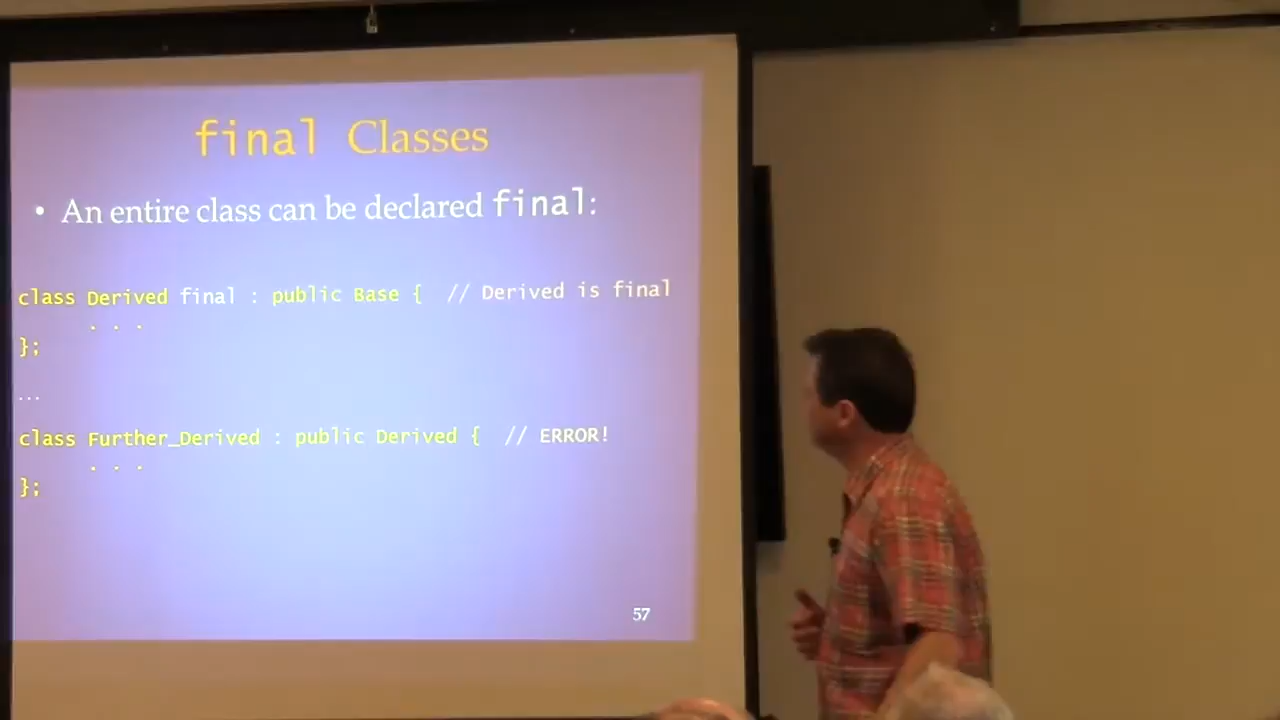 final Classes
• An entire class can be declared final:
class Derived final : public Base { // Derived is final
. . .
};
...
class Further_Derived : public Derived { // ERROR!
. . .
};
57